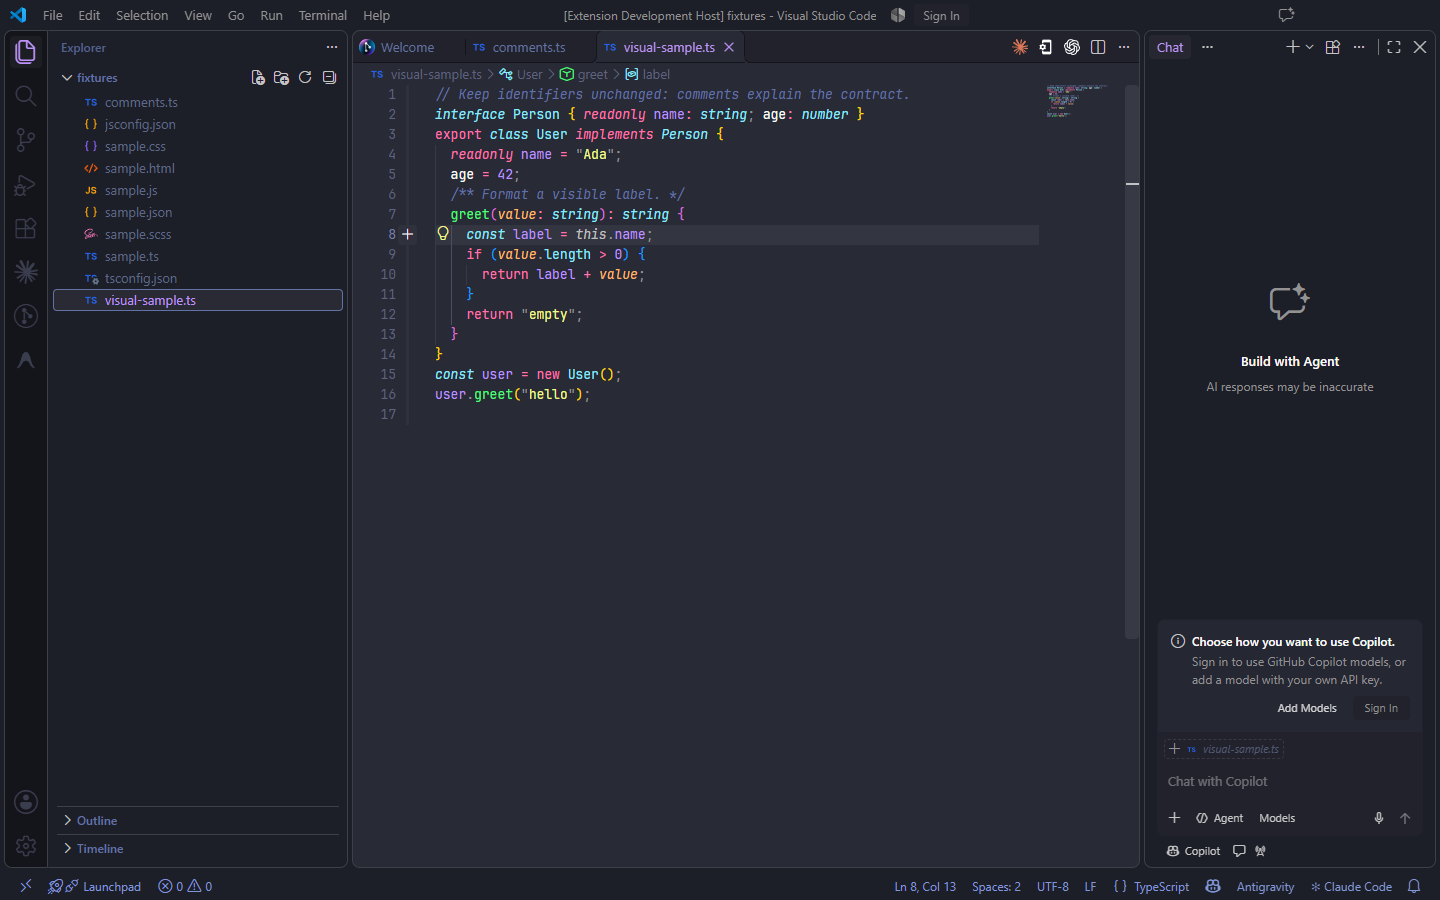 File Edit Selection View Go Run Terminal Help
[Extension Development Host] fixtures - Visual Studio Code
Sign In
Explorer
fixtures
TS comments.ts
{ } jsconfig.json
{ } sample.css
</> sample.html
JS sample.js
{ } sample.json
sample.scss
TS sample.ts
TS tsconfig.json
TS visual-sample.ts
Outline
Timeline
Welcome
TS comments.ts
TS visual-sample.ts
TS visual-sample.ts > User > greet > label
1 // Keep identifiers unchanged: comments explain the contract.
2 interface Person { readonly name: string; age: number }
3 export class User implements Person {
4 readonly name = "Ada";
5 age = 42;
6 /** Format a visible label. */
7 greet(value: string): string {
8 const label = this.name;
9 if (value.length > 0) {
10 return label + value;
11 }
12 return "empty";
13 }
14 }
15 const user = new User();
16 user.greet("hello");
17
Chat
Build with Agent
AI responses may be inaccurate
Choose how you want to use Copilot.
Sign in to use GitHub Copilot models, or
add a model with your own API key.
Add Models Sign In
TS visual-sample.ts
Chat with Copilot
Agent Models
Copilot
Launchpad 0 0
Ln 8, Col 13 Spaces: 2 UTF-8 LF { } TypeScript Antigravity Claude Code